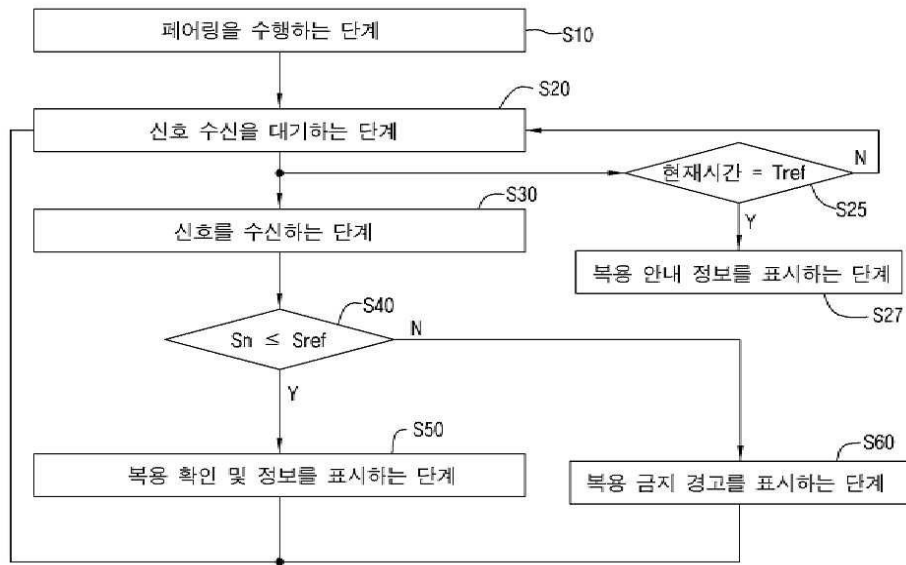 페어링을 수행하는 단계
S10
S20
신호 수신을 대기하는 단계
현재시간 = Tref
N
S25
Y
S30
신호를 수신하는 단계
복용 안내 정보를 표시하는 단계
S27
S40
Sn ≤ Sref
N
Y
S50
복용 확인 및 정보를 표시하는 단계
S60
복용 금지 경고를 표시하는 단계